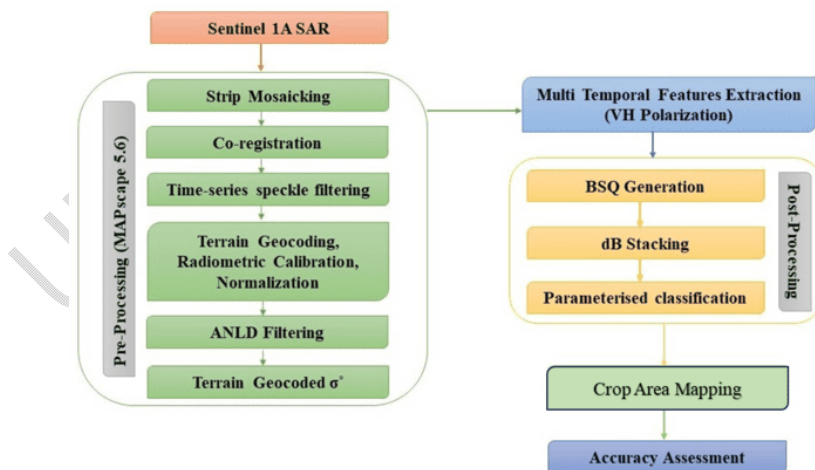 Sentinel 1A SAR
Pre-Processing (MAPscape 5.6)
Strip Mosaicking
Co-registration
Time-series speckle filtering
Terrain Geocoding,
Radiometric Calibration,
Normalization
ANLD Filtering
Terrain Geocoded σ°
Multi Temporal Features Extraction
(VH Polarization)
BSQ Generation
dB Stacking
Parameterised classification
Post-Processing
Crop Area Mapping
Accuracy Assessment